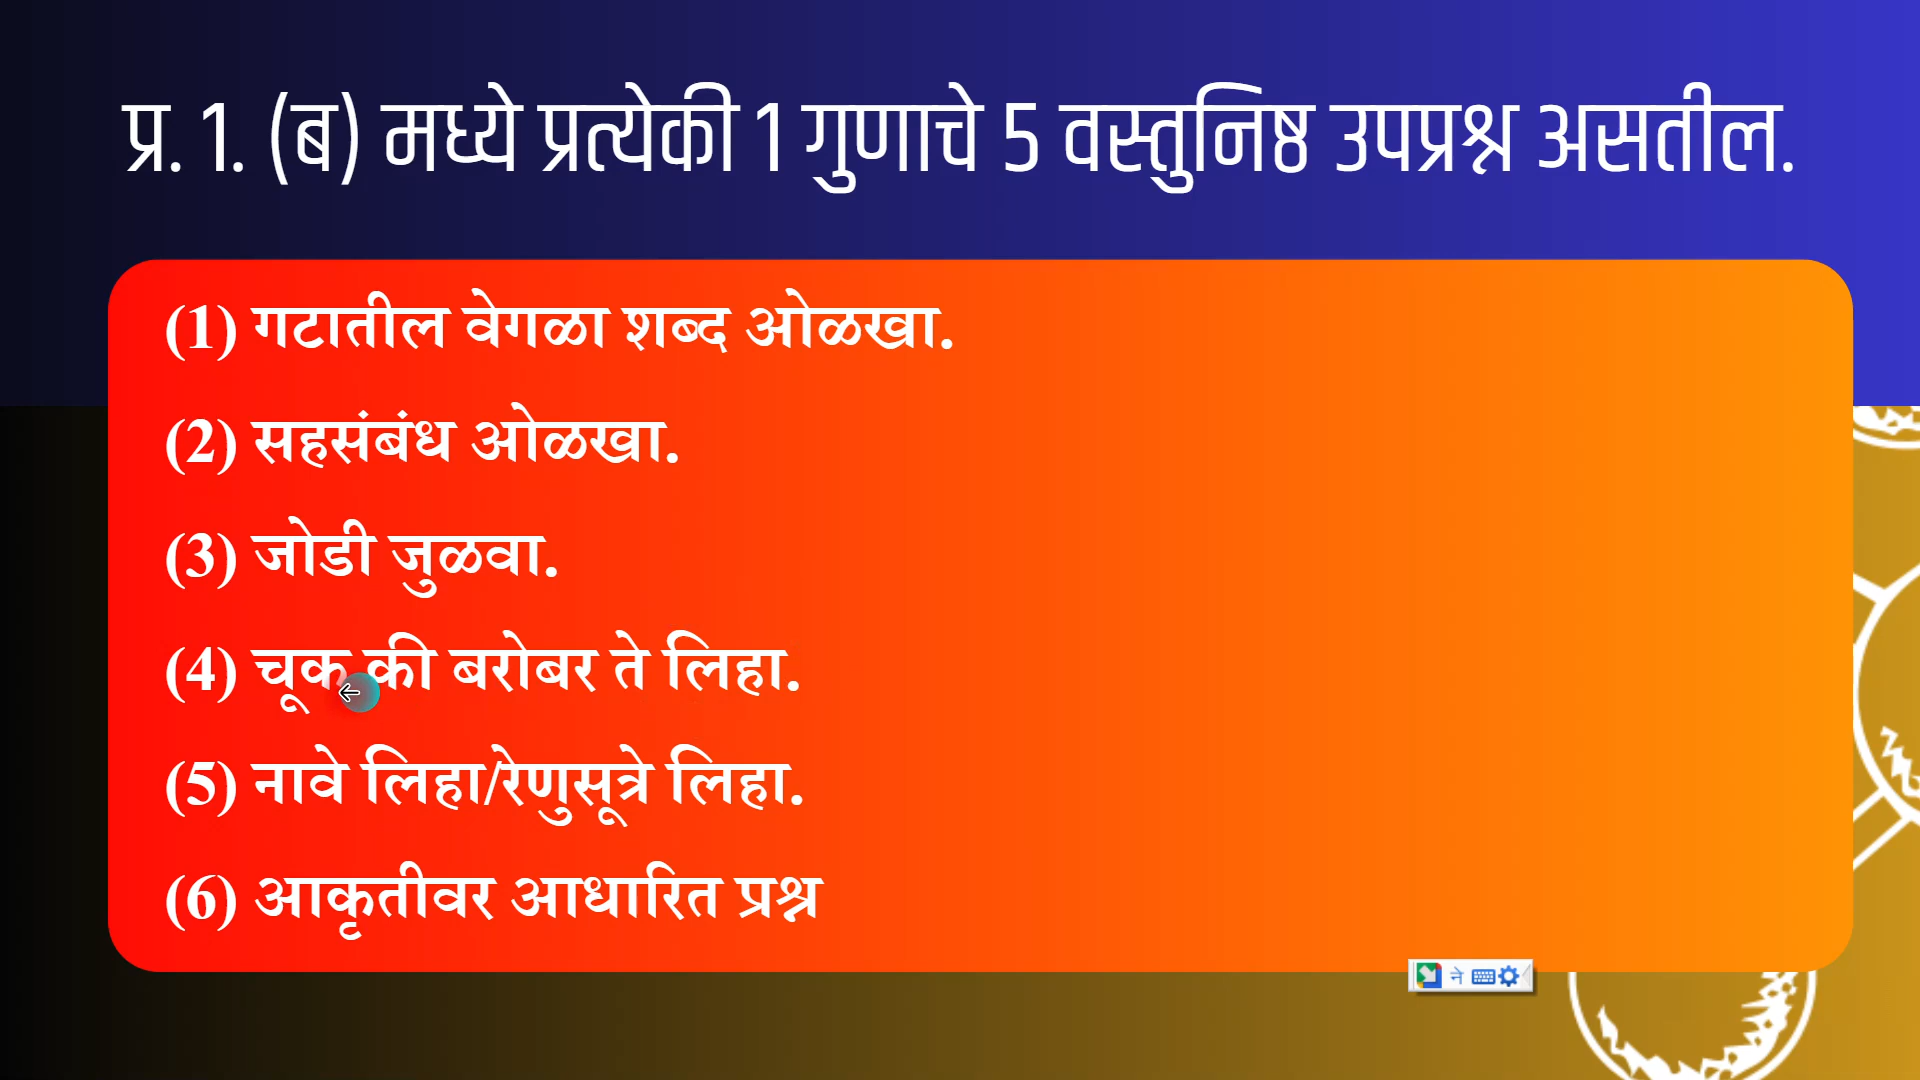 प्र. 1. (ब) मध्ये प्रत्येकी 1 गुणाचे 5 वस्तुनिष्ठ उपप्रश्न असतील.
(1) गटातील वेगळा शब्द ओळखा.
(2) सहसंबंध ओळखा.
(3) जोडी जुळवा.
(4) चूक की बरोबर ते लिहा.
(5) नावे लिहा/रेणुसूत्रे लिहा.
(6) आकृतीवर आधारित प्रश्न
ने